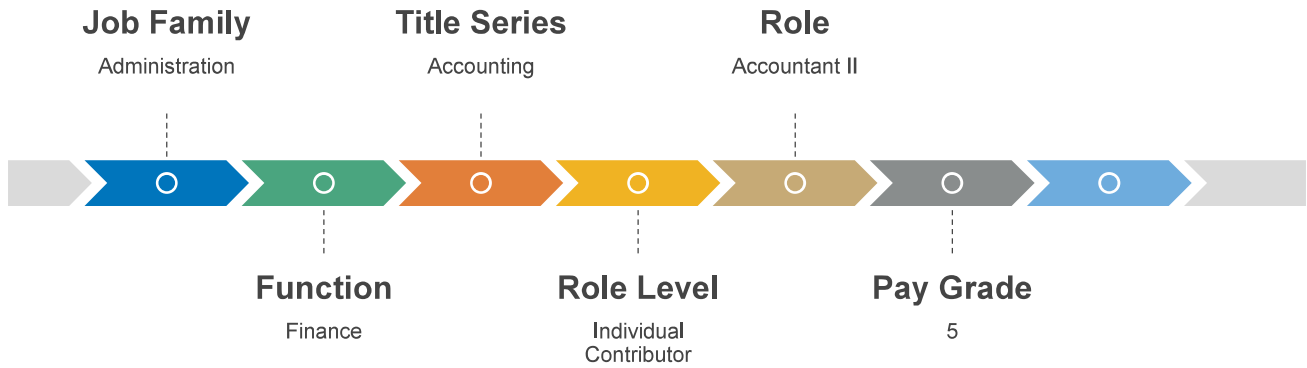 Job Family
Administration
Title Series
Accounting
Role
Accountant II
Function
Finance
Role Level
Individual
Contributor
Pay Grade
5